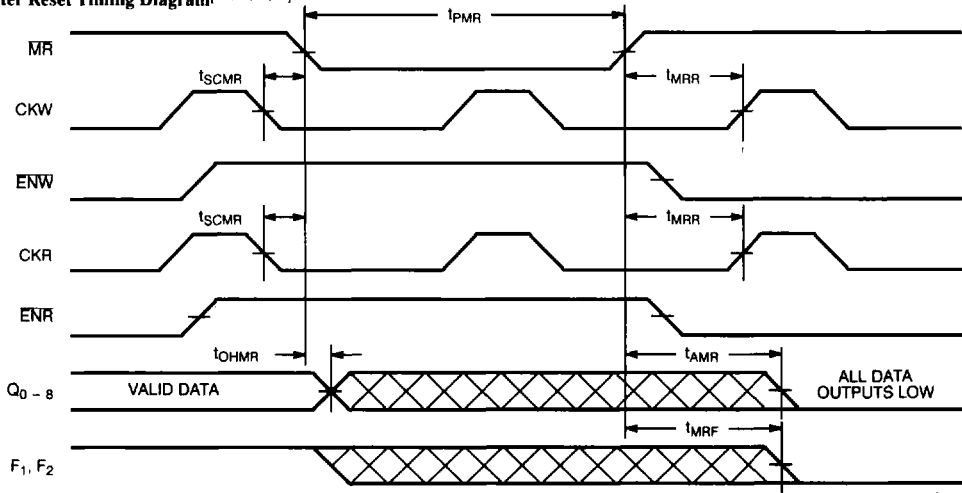 Reset Timing Diagram
tPMR
MR
tSCMR
tMRR
CKW
ENW
tSCMR
tMRR
CKR
ENR
tOHMR
tAMR
Q0 – 8
VALID DATA
ALL DATA
OUTPUTS LOW
tMRF
F1, F2